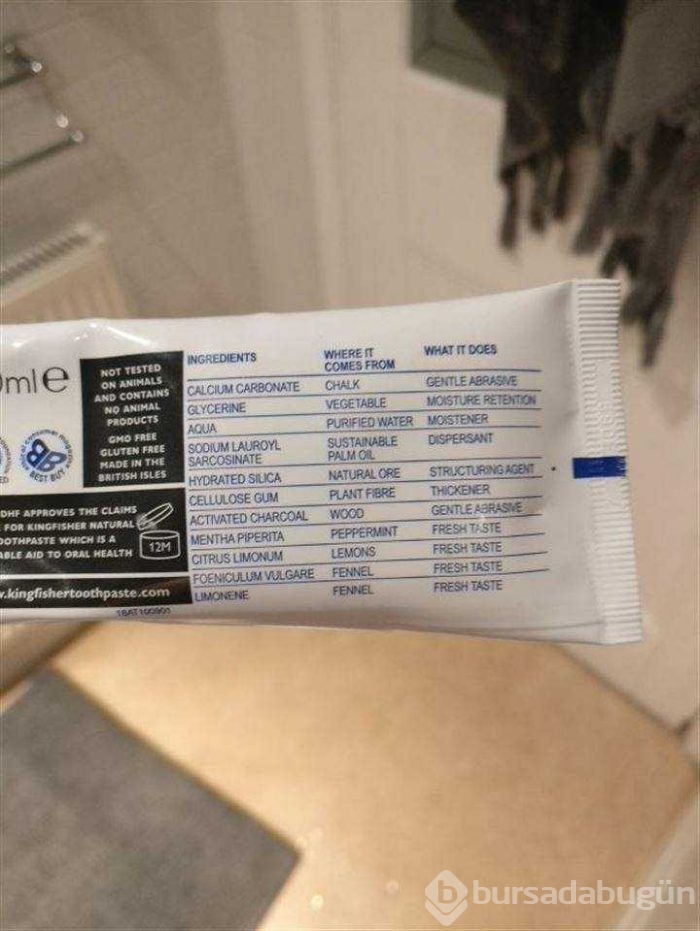 ml e
NOT TESTED
ON ANIMALS
AND CONTAINS
NO ANIMAL
PRODUCTS
GMO FREE
GLUTEN FREE
MADE IN THE
BRITISH ISLES
BEST BUY
DHF APPROVES THE CLAIMS
FOR KINGFISHER NATURAL
TOOTHPASTE WHICH IS A
ABLE AID TO ORAL HEALTH
12M
.kingfishertoothpaste.com
INGREDIENTS WHERE IT COMES FROM WHAT IT DOES
CALCIUM CARBONATE CHALK GENTLE ABRASIVE
GLYCERINE VEGETABLE MOISTURE RETENTION
AQUA PURIFIED WATER MOISTENER
SODIUM LAUROYL SUSTAINABLE DISPERSANT
SARCOSINATE PALM OIL
HYDRATED SILICA NATURAL ORE STRUCTURING AGENT
CELLULOSE GUM PLANT FIBRE THICKENER
ACTIVATED CHARCOAL WOOD GENTLE ABRASIVE
MENTHA PIPERITA PEPPERMINT FRESH TASTE
CITRUS LIMONUM LEMONS FRESH TASTE
FOENICULUM VULGARE FENNEL FRESH TASTE
LIMONENE FENNEL FRESH TASTE
18AT100901
bursadabugün